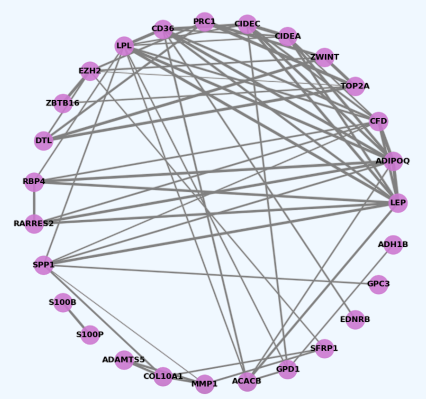 PRC1
CD36
CIDEC
CIDEA
LPL
ZWINT
EZH2
TOP2A
ZBTB16
CFD
DTL
ADIPOQ
RBP4
LEP
RARRES2
ADH1B
SPP1
GPC3
S100B
EDNRB
S100P
SFRP1
ADAMTS5
GPD1
COL10A1
ACACB
MMP1